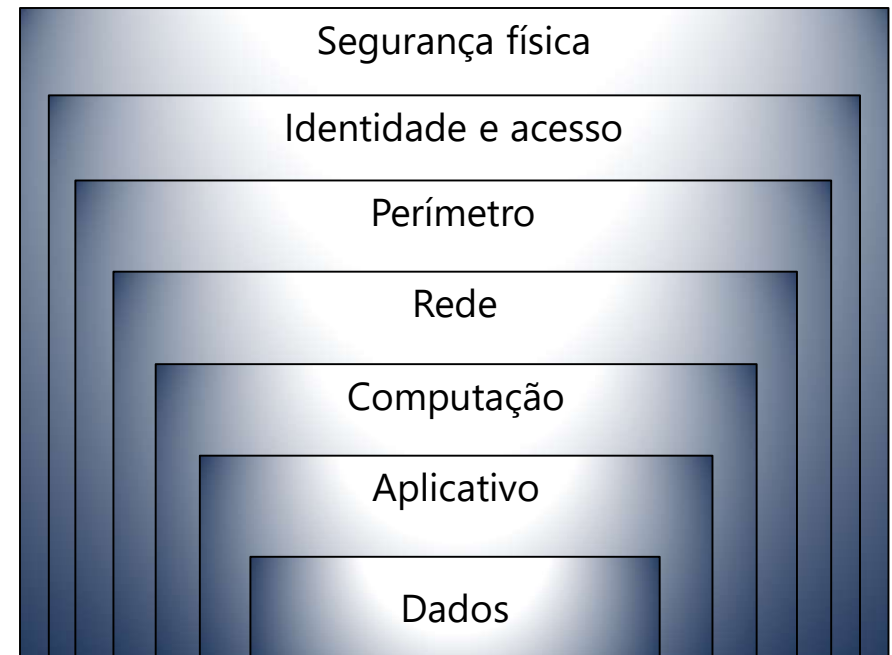 Segurança física
Identidade e acesso
Perímetro
Rede
Computação
Aplicativo
Dados